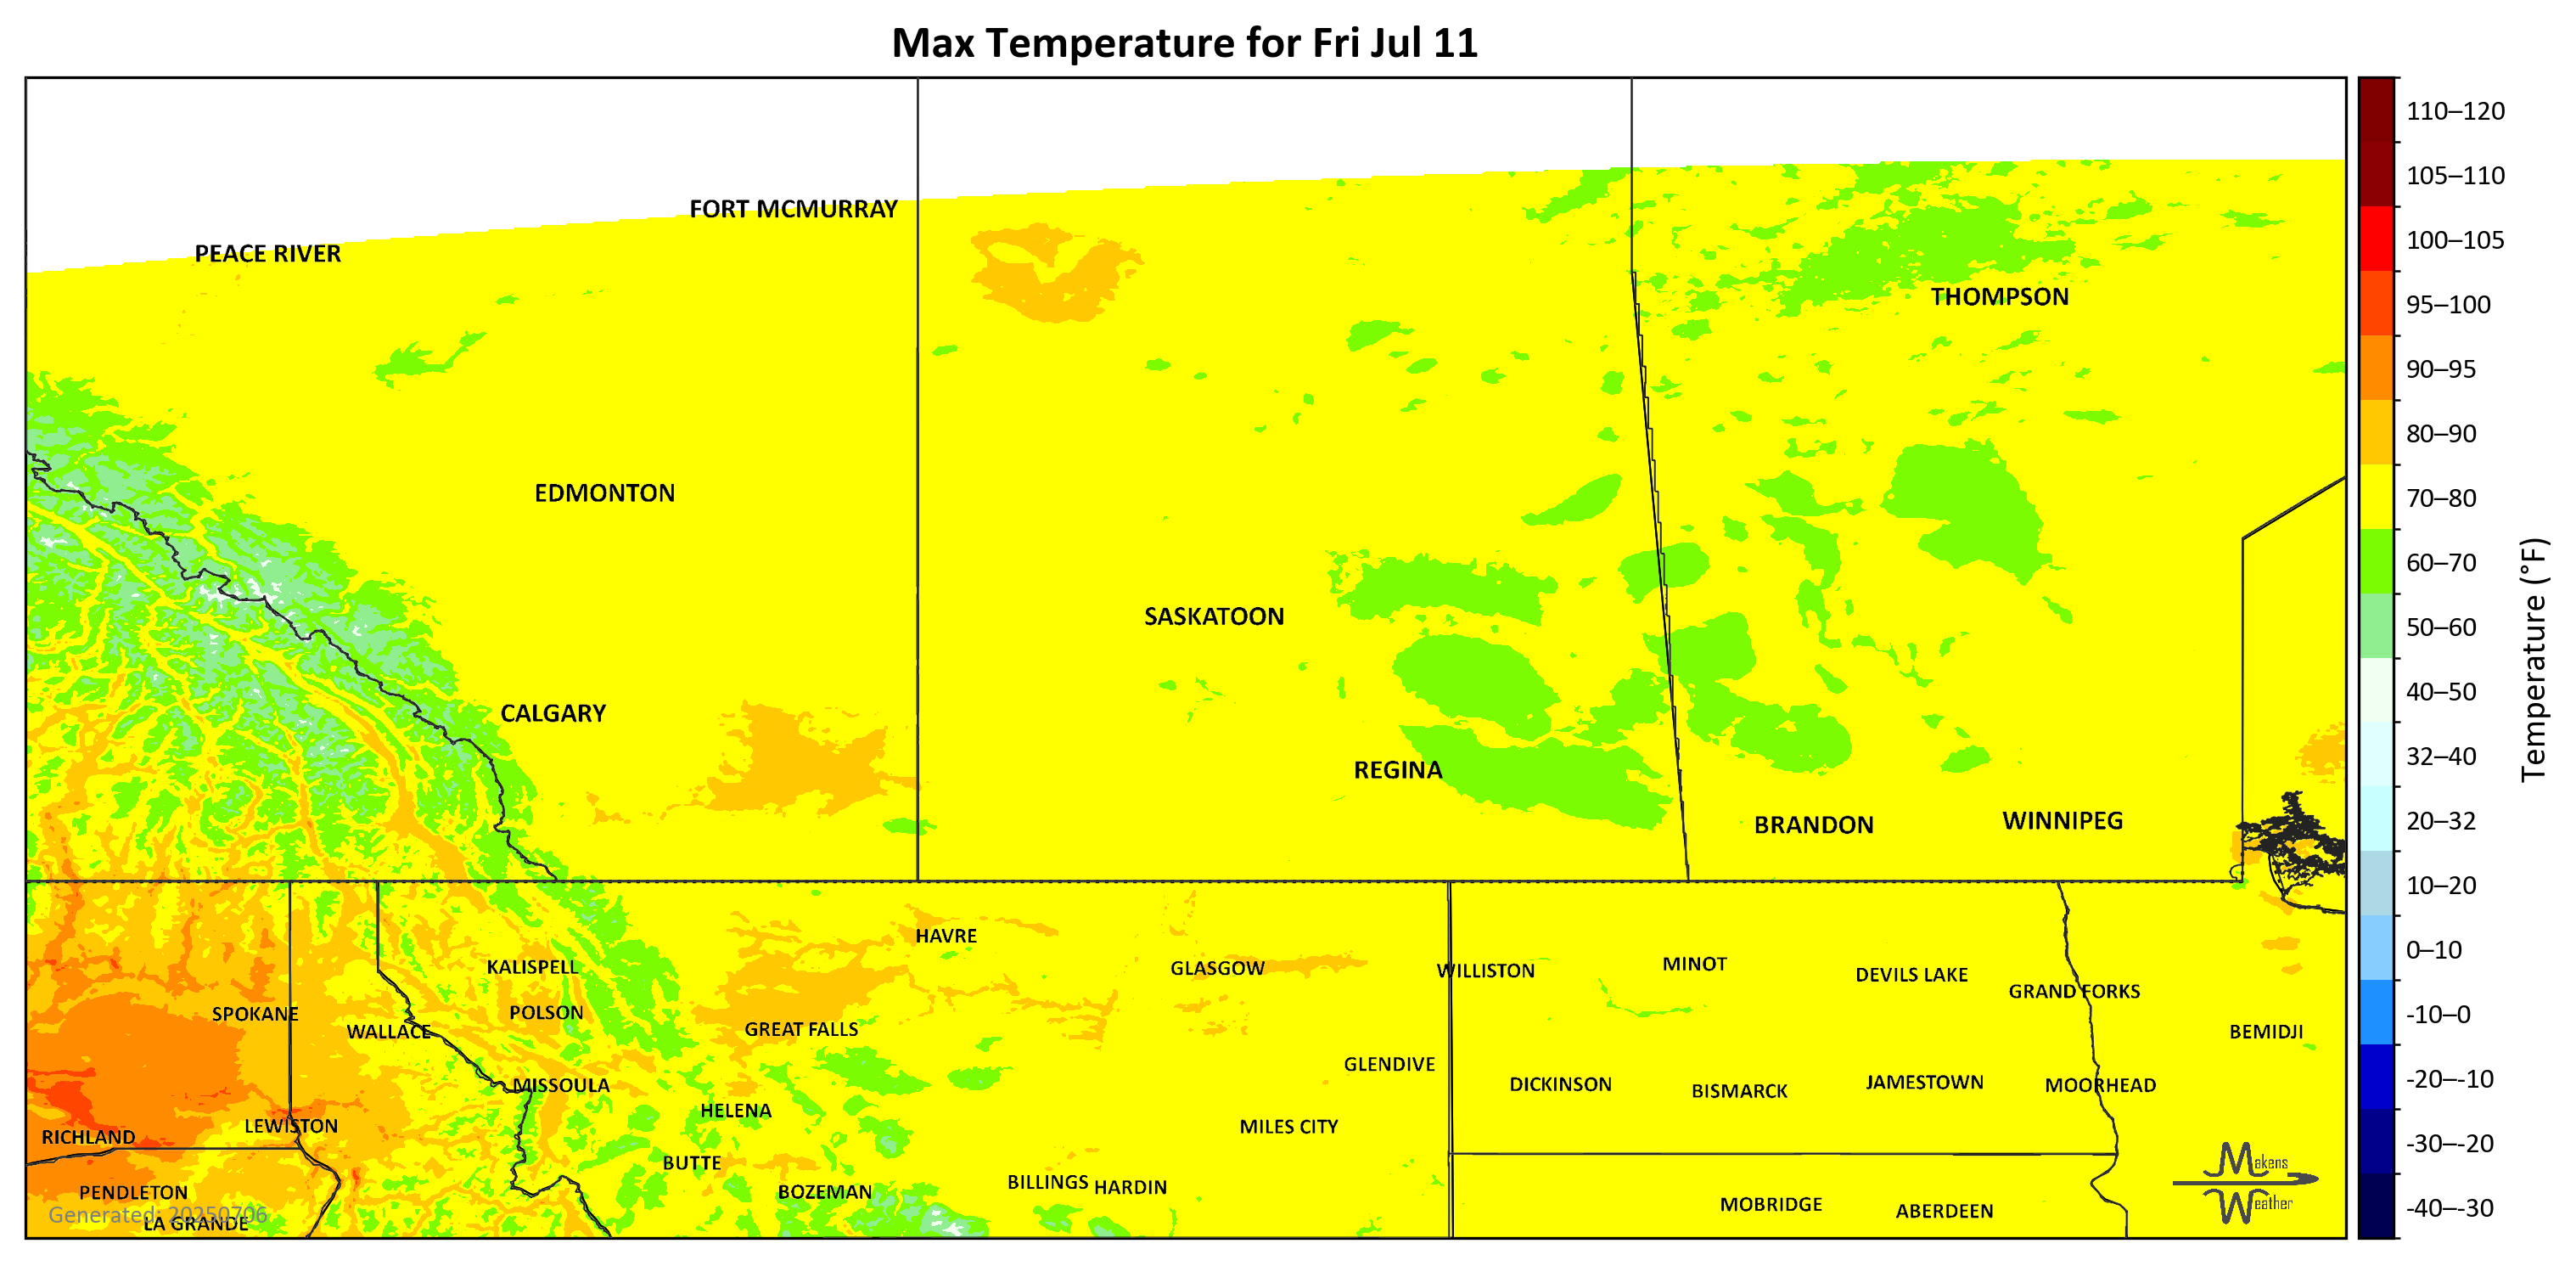 Max Temperature for Fri Jul 11
FORT MCMURRAY
PEACE RIVER
THOMPSON
EDMONTON
SASKATOON
CALGARY
REGINA
BRANDON
WINNIPEG
HAVRE
KALISPELL
GLASGOW
WILLISTON
MINOT
DEVILS LAKE
GRAND FORKS
SPOKANE
POLSON
WALLACE
GREAT FALLS
BEMIDJI
GLENDIVE
MISSOULA
DICKINSON
BISMARCK
JAMESTOWN
MOORHEAD
HELENA
LEWISTON
MILES CITY
RICHLAND
BUTTE
BILLINGS
HARDIN
PENDLETON
BOZEMAN
MOBRIDGE
ABERDEEN
LA GRANDE
Generated: 20250706
Makens
Weather
110–120
105–110
100–105
95–100
90–95
80–90
70–80
60–70
50–60
40–50
32–40
20–32
10–20
0–10
-10–0
-20–-10
-30–-20
-40–-30
Temperature (°F)